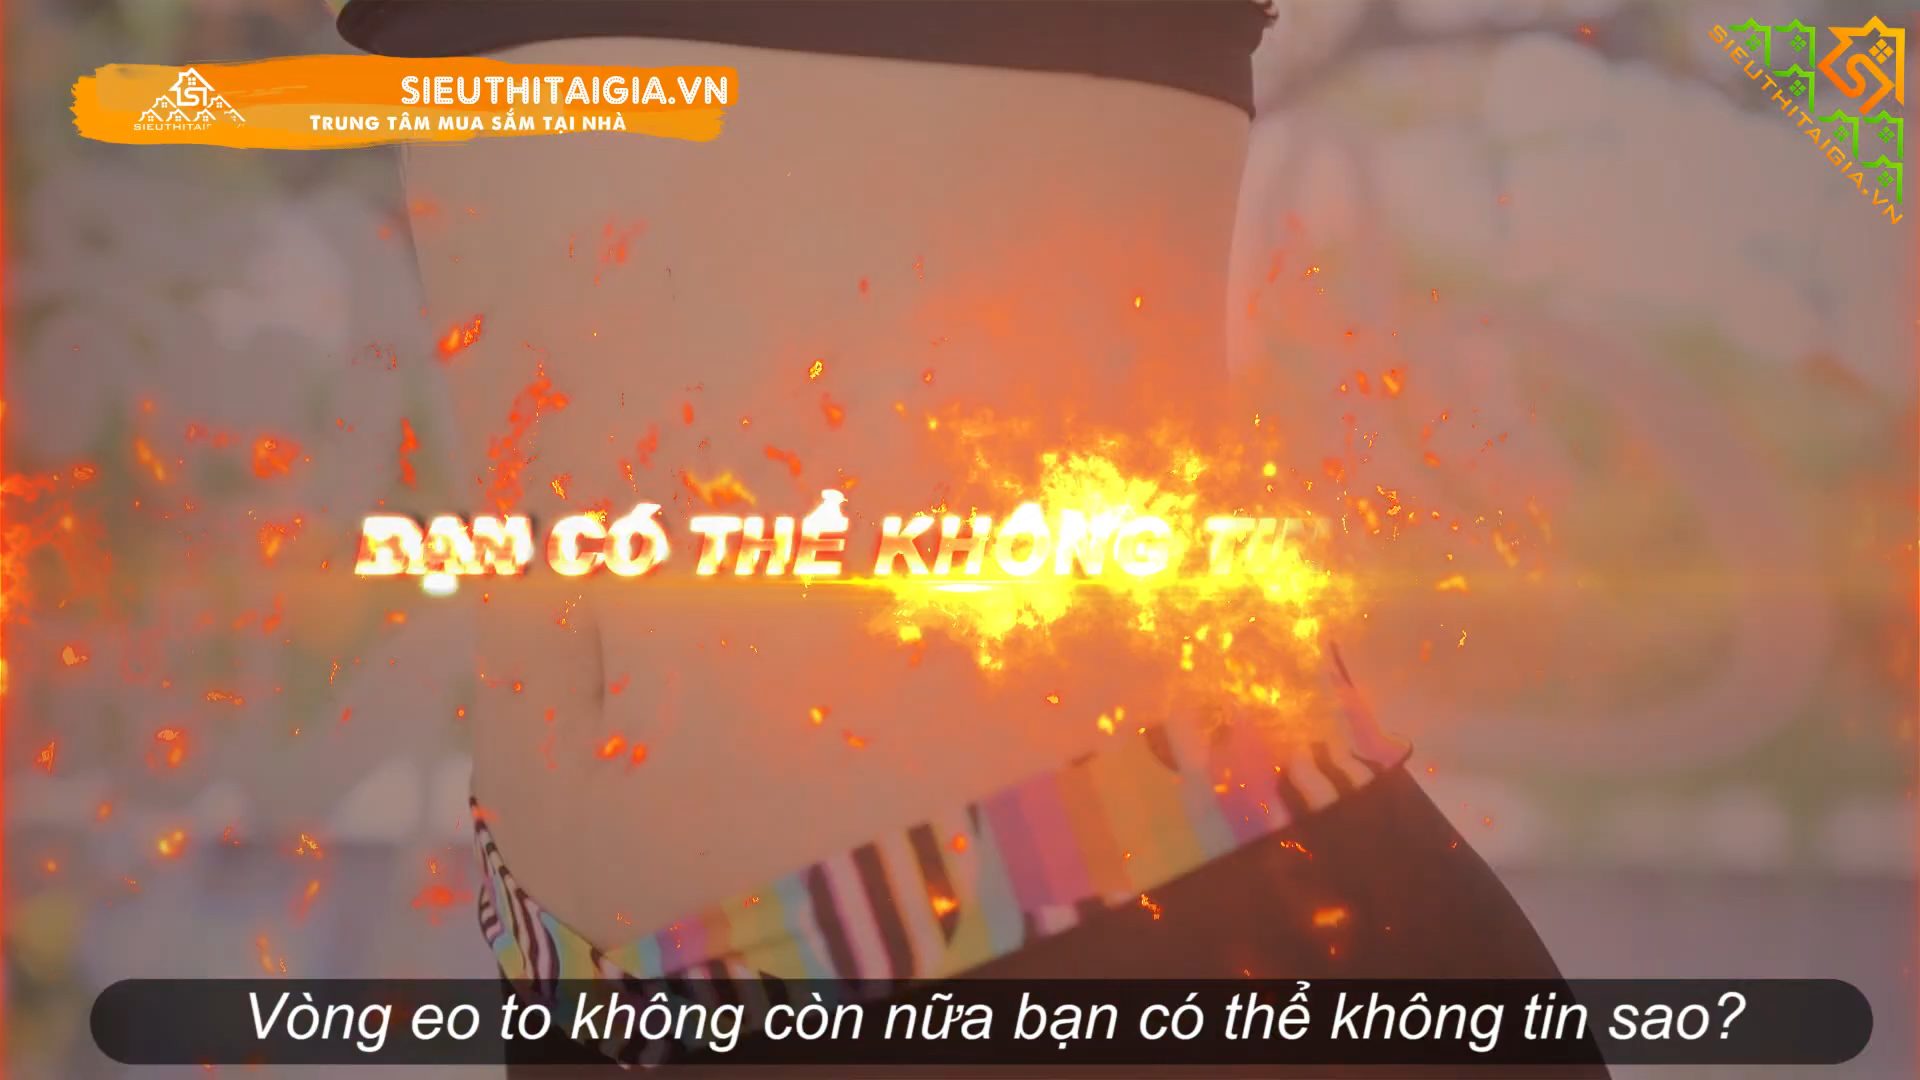 SIEUTHITAIGIA.VN
TRUNG TÂM MUA SẮM TẠI NHÀ
SIEUTHITAIGIA.VN
BẠN CÓ THỂ KHÔNG TIN
Vòng eo to không còn nữa bạn có thể không tin sao?